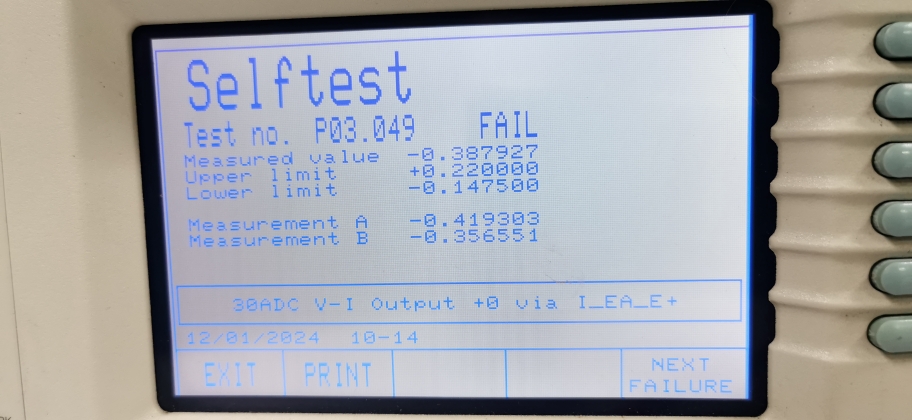 Selftest
Test no. P03.049 FAIL
Measured value -0.387927
Upper limit +0.220000
Lower limit -0.147500
Measurement A -0.419303
Measurement B -0.356551
30ADC V-I Output +0 via I_EA_E+
12/01/2024 10-14
EXIT PRINT NEXT FAILURE